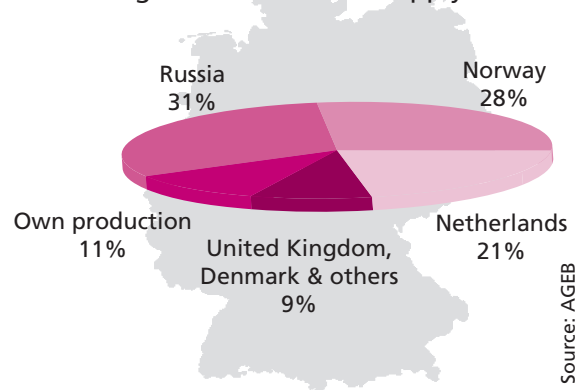 Russia
31%
Norway
28%
Own production
11%
United Kingdom,
Denmark & others
9%
Netherlands
21%
Source: AGEB